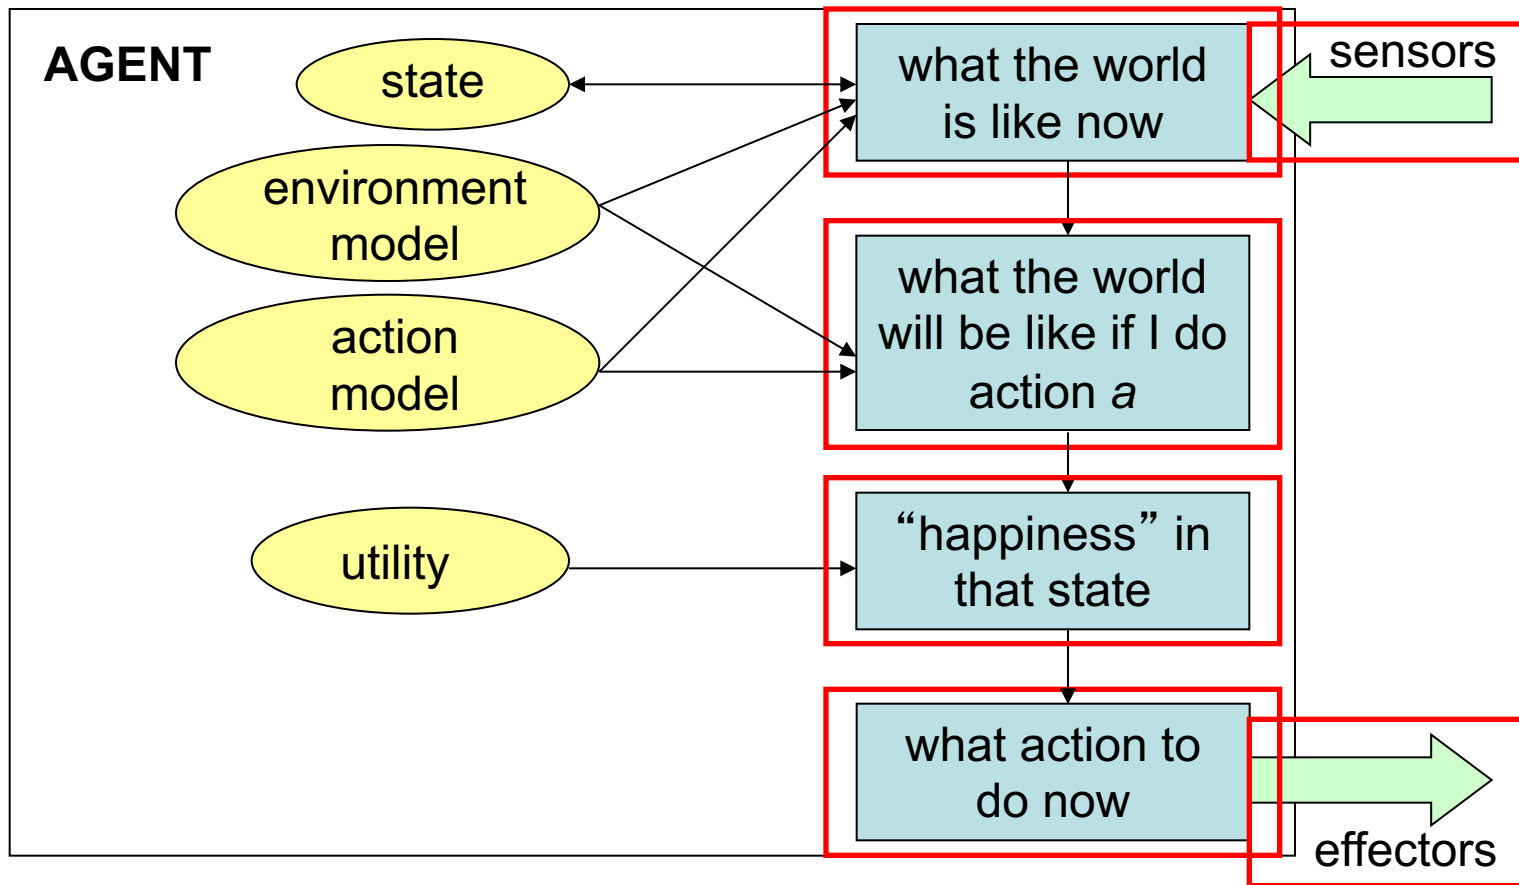 AGENT
state
what the world
is like now
sensors
environment
model
what the world
will be like if I do
action a
action
model
utility
“happiness” in
that state
what action to
do now
effectors